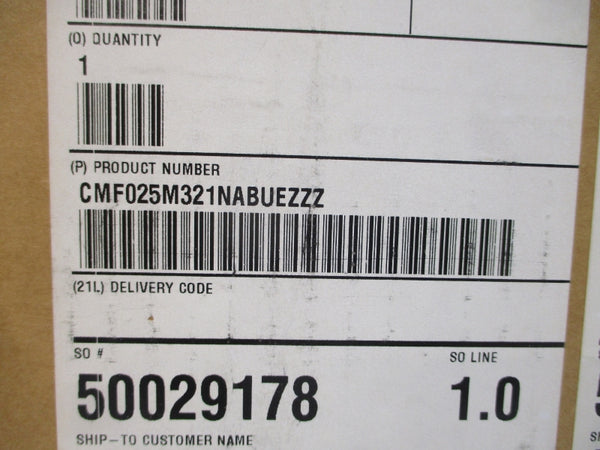 (Q) QUANTITY
1
(P) PRODUCT NUMBER
CMF025M321NABUEZZZ
(21L) DELIVERY CODE
SO # SO LINE
50029178 1.0
SHIP-TO CUSTOMER NAME